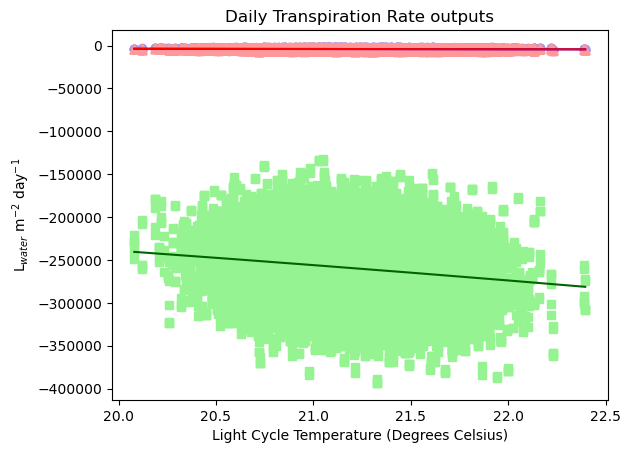 Daily Transpiration Rate outputs
0
−50000
−100000
−150000
−200000
−250000
−300000
−350000
−400000
L_water m⁻² day⁻¹
20.0 20.5 21.0 21.5 22.0 22.5
Light Cycle Temperature (Degrees Celsius)